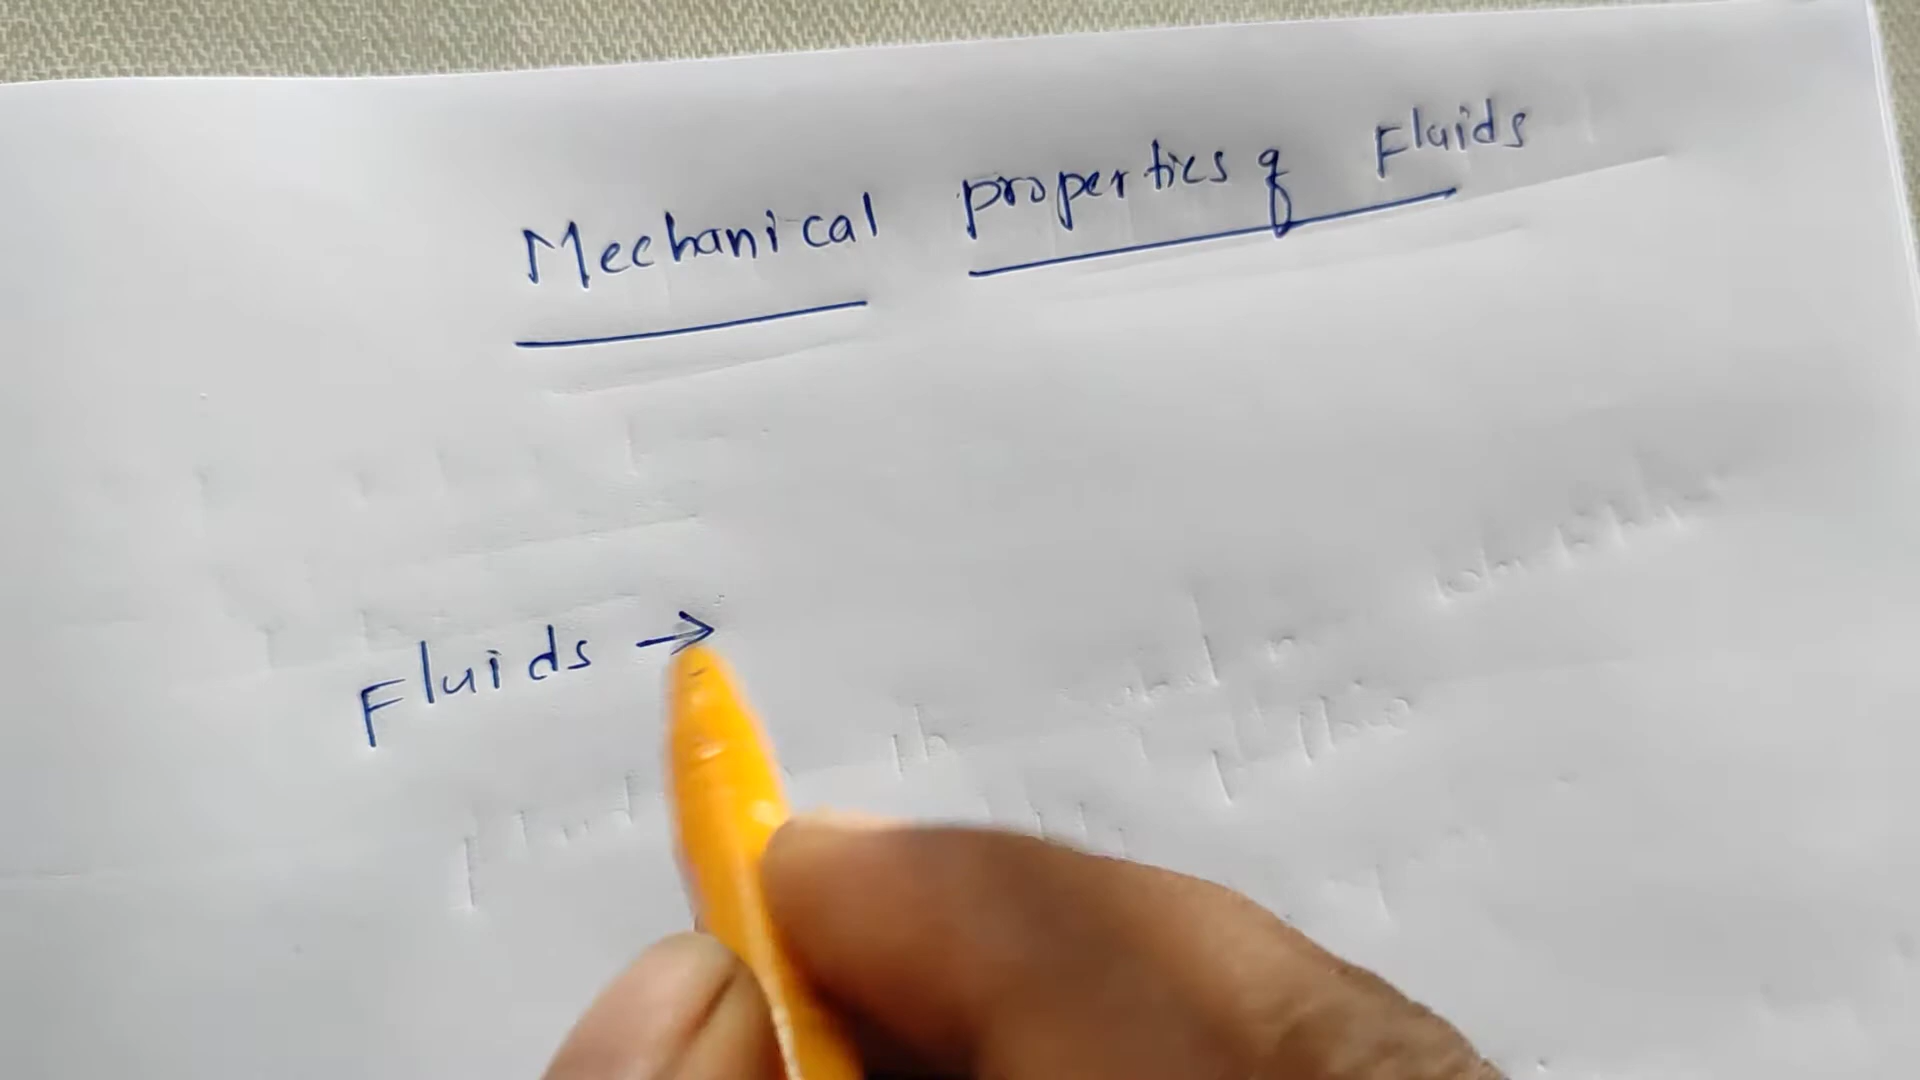 Mechanical properties of Fluids
Fluids →